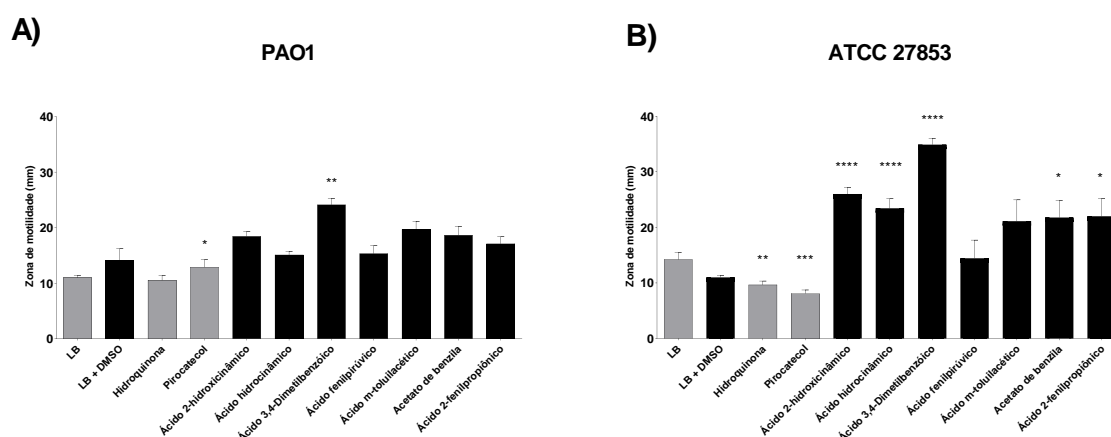 A)
PAO1
Zona de motilidade (mm)
40
30
20
10
0
*
**
LB
LB + DMSO
Hidroquinona
Pirocatecol
Ácido 2-hidroxicinâmico
Ácido hidrocinâmico
Ácido 3,4-Dimetilbenzóico
Ácido fenilpirúvico
Ácido m-toluilacético
Acetato de benzila
Ácido 2-fenilpropiônico
B)
ATCC 27853
Zona de motilidade (mm)
40
30
20
10
0
**
***
****
****
****
*
*
LB
LB + DMSO
Hidroquinona
Pirocatecol
Ácido 2-hidroxicinâmico
Ácido hidrocinâmico
Ácido 3,4-Dimetilbenzóico
Ácido fenilpirúvico
Ácido m-toluilacético
Acetato de benzila
Ácido 2-fenilpropiônico